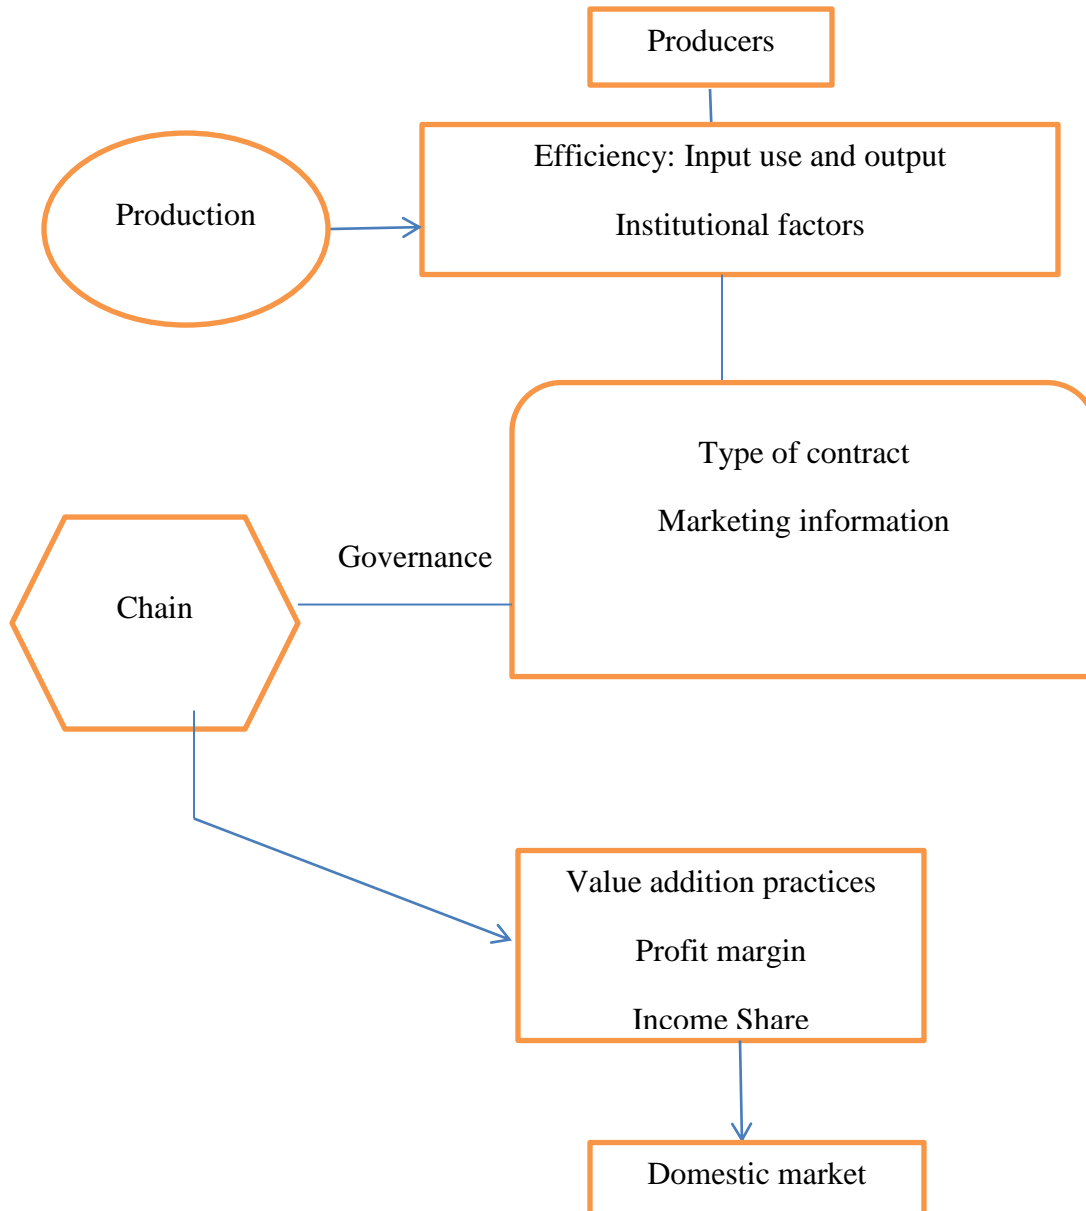 Producers
Efficiency: Input use and output
Institutional factors
Production
Type of contract
Marketing information
Governance
Chain
Value addition practices
Profit margin
Income Share
Domestic market